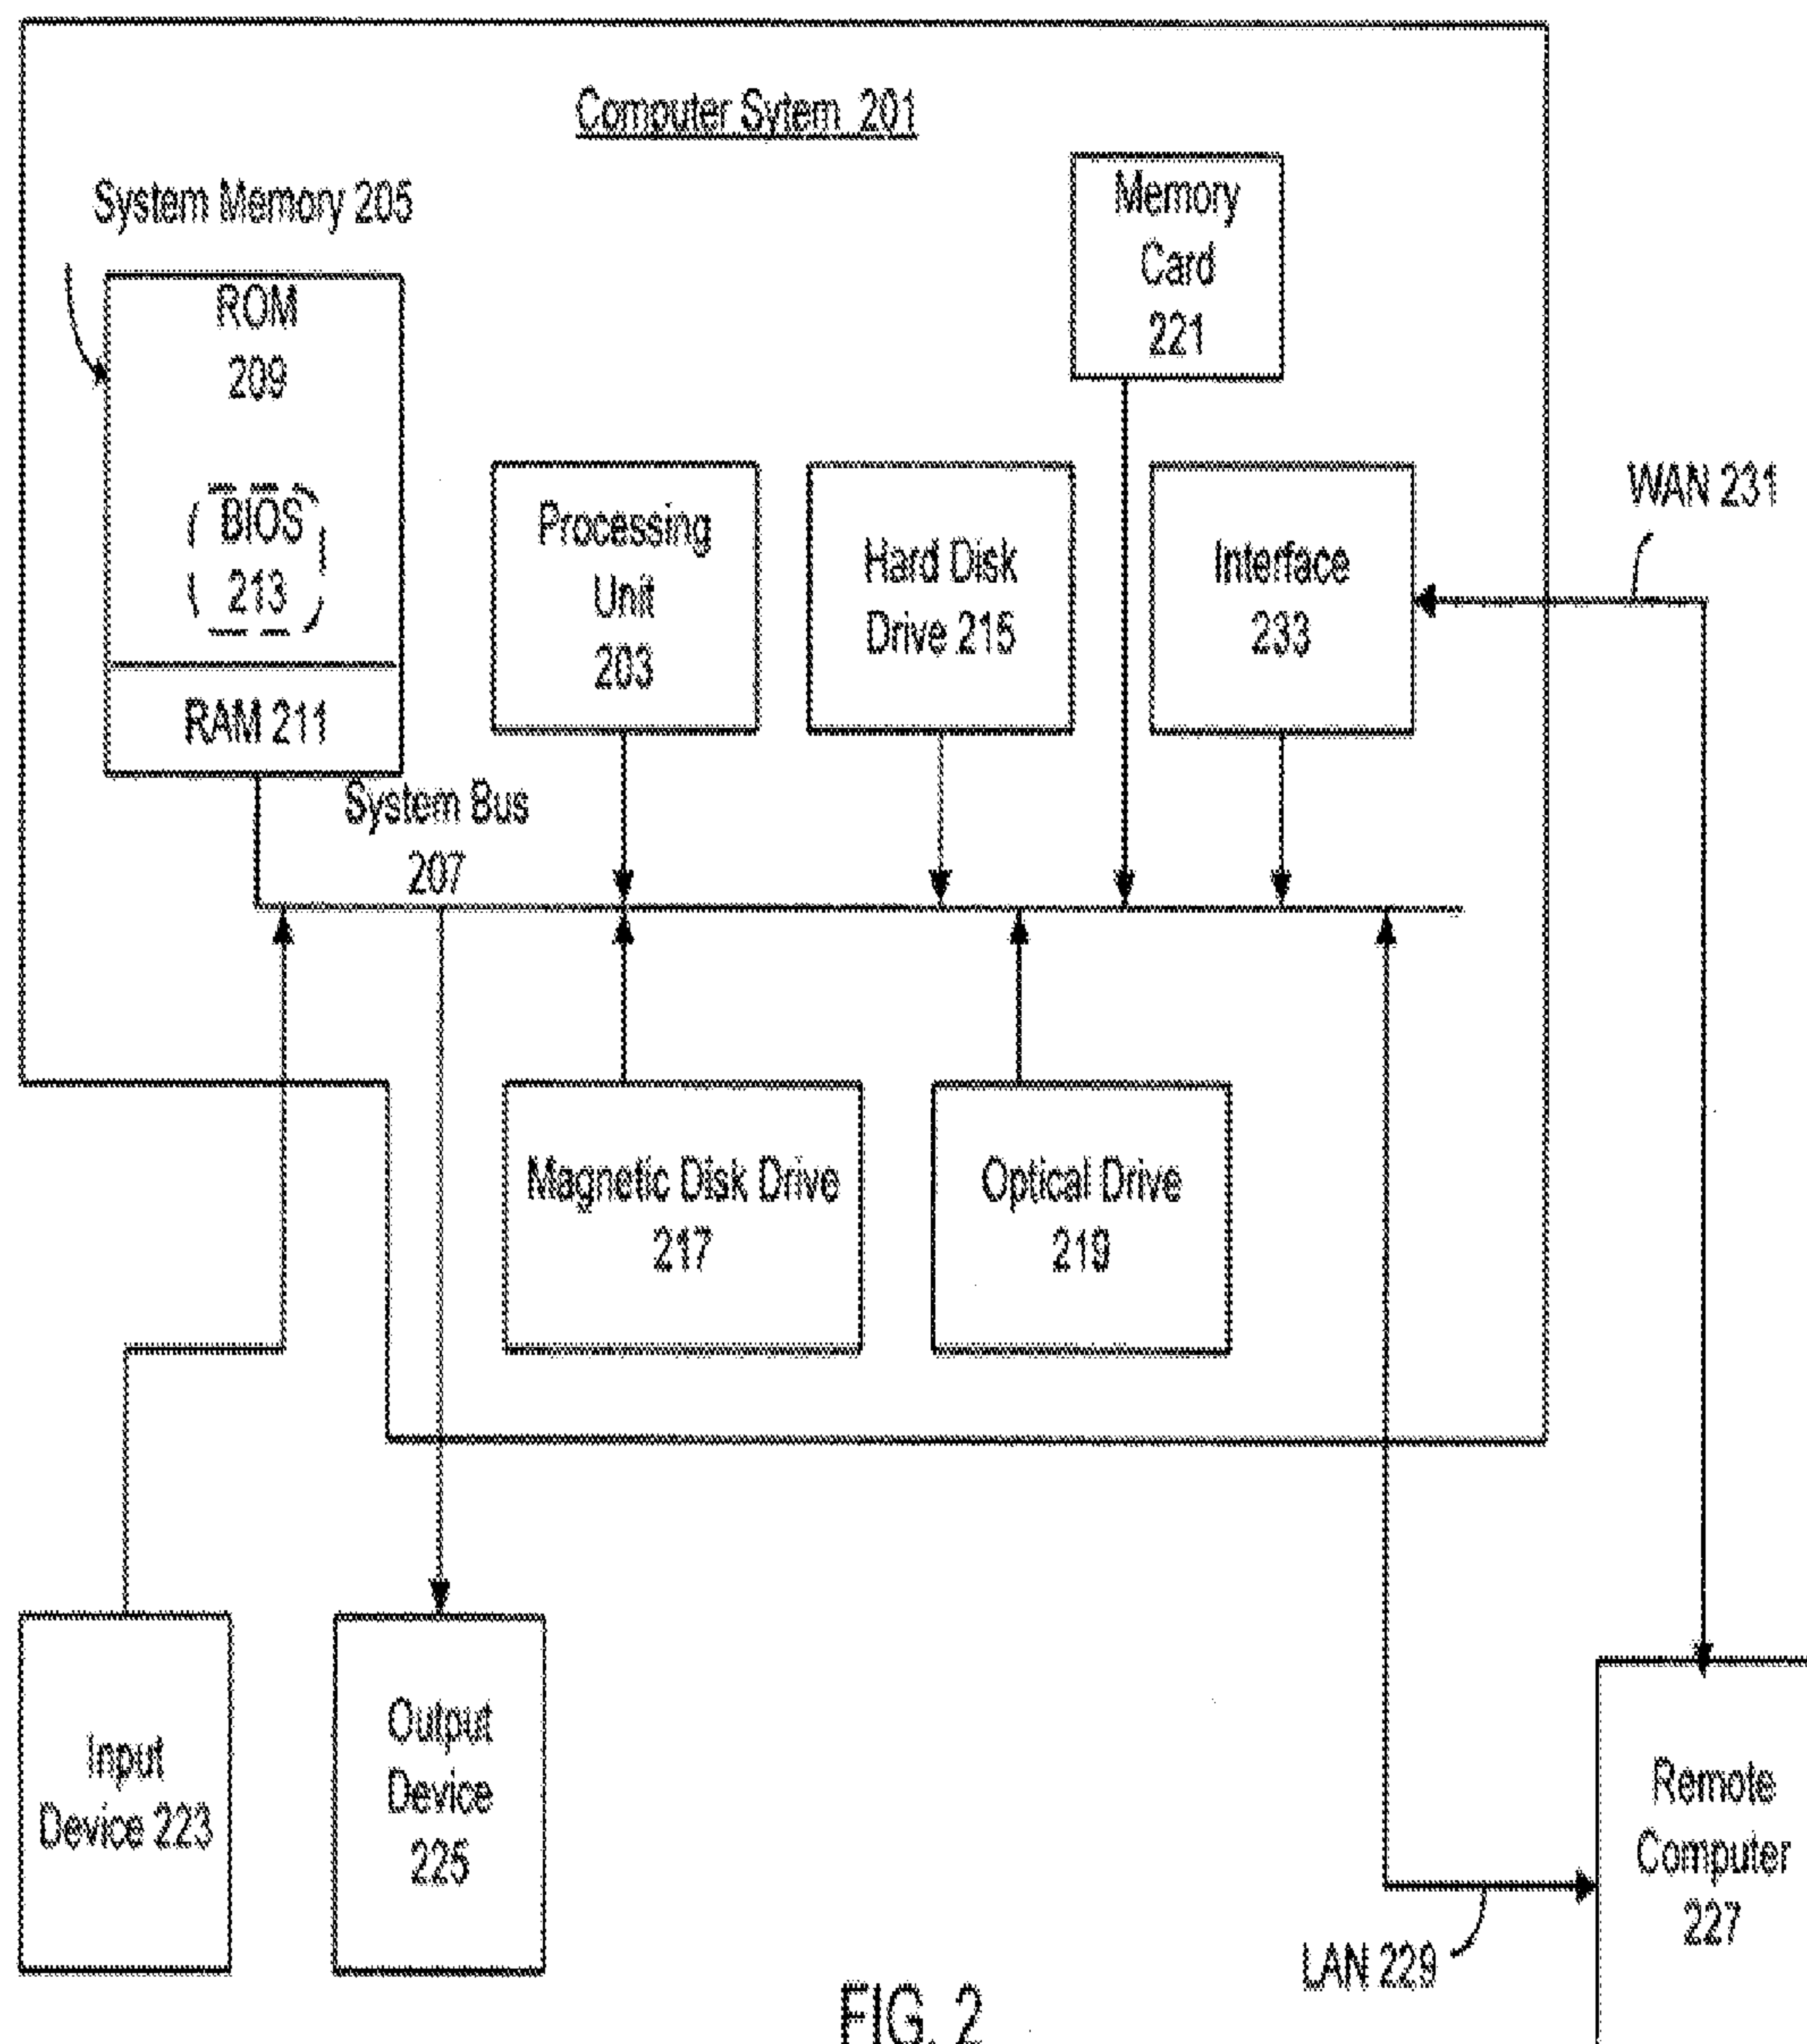 Computer Sytem 201
System Memory 205
ROM
209
BIOS
213
RAM 211
System Bus
207
Processing
Unit
203
Hard Disk
Drive 215
Memory
Card
221
Interface
233
WAN 231
Magnetic Disk Drive
217
Optical Drive
219
Input
Device 223
Output
Device
225
Remote
Computer
227
LAN 229
FIG. 2